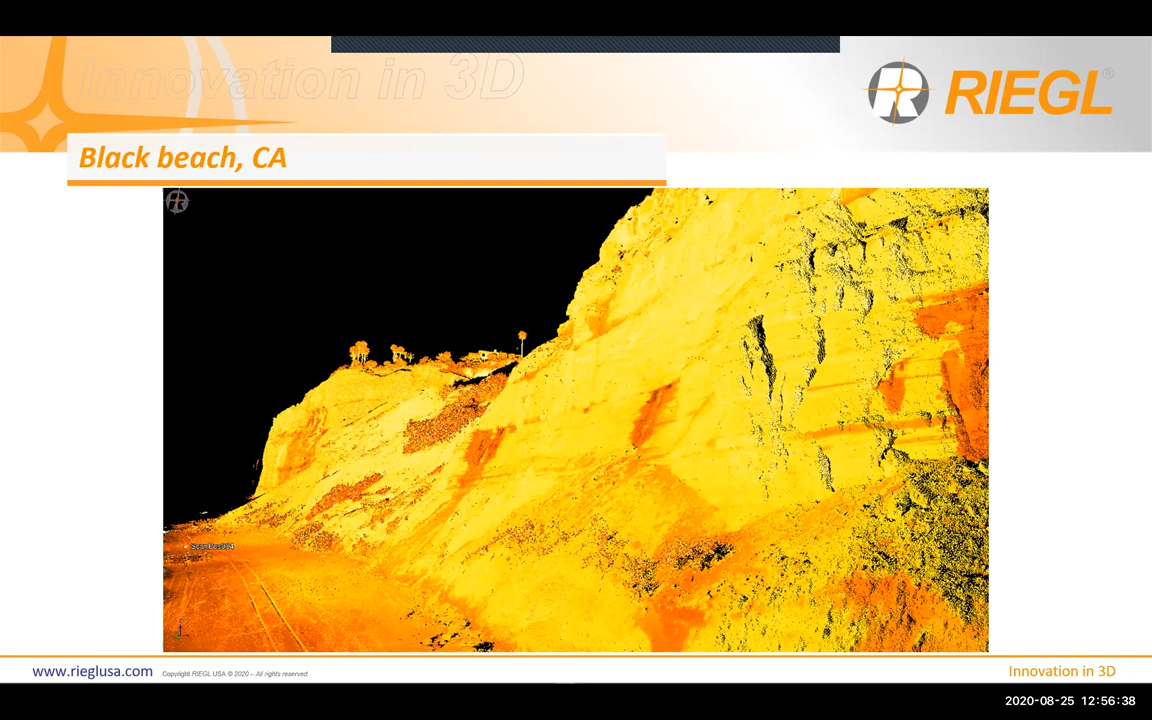 Innovation in 3D
RIEGL®
Black beach, CA
ScanPos004
www.rieglusa.com
Copyright RIEGL USA © 2020 – All rights reserved.
Innovation in 3D
2020-08-25 12:56:38